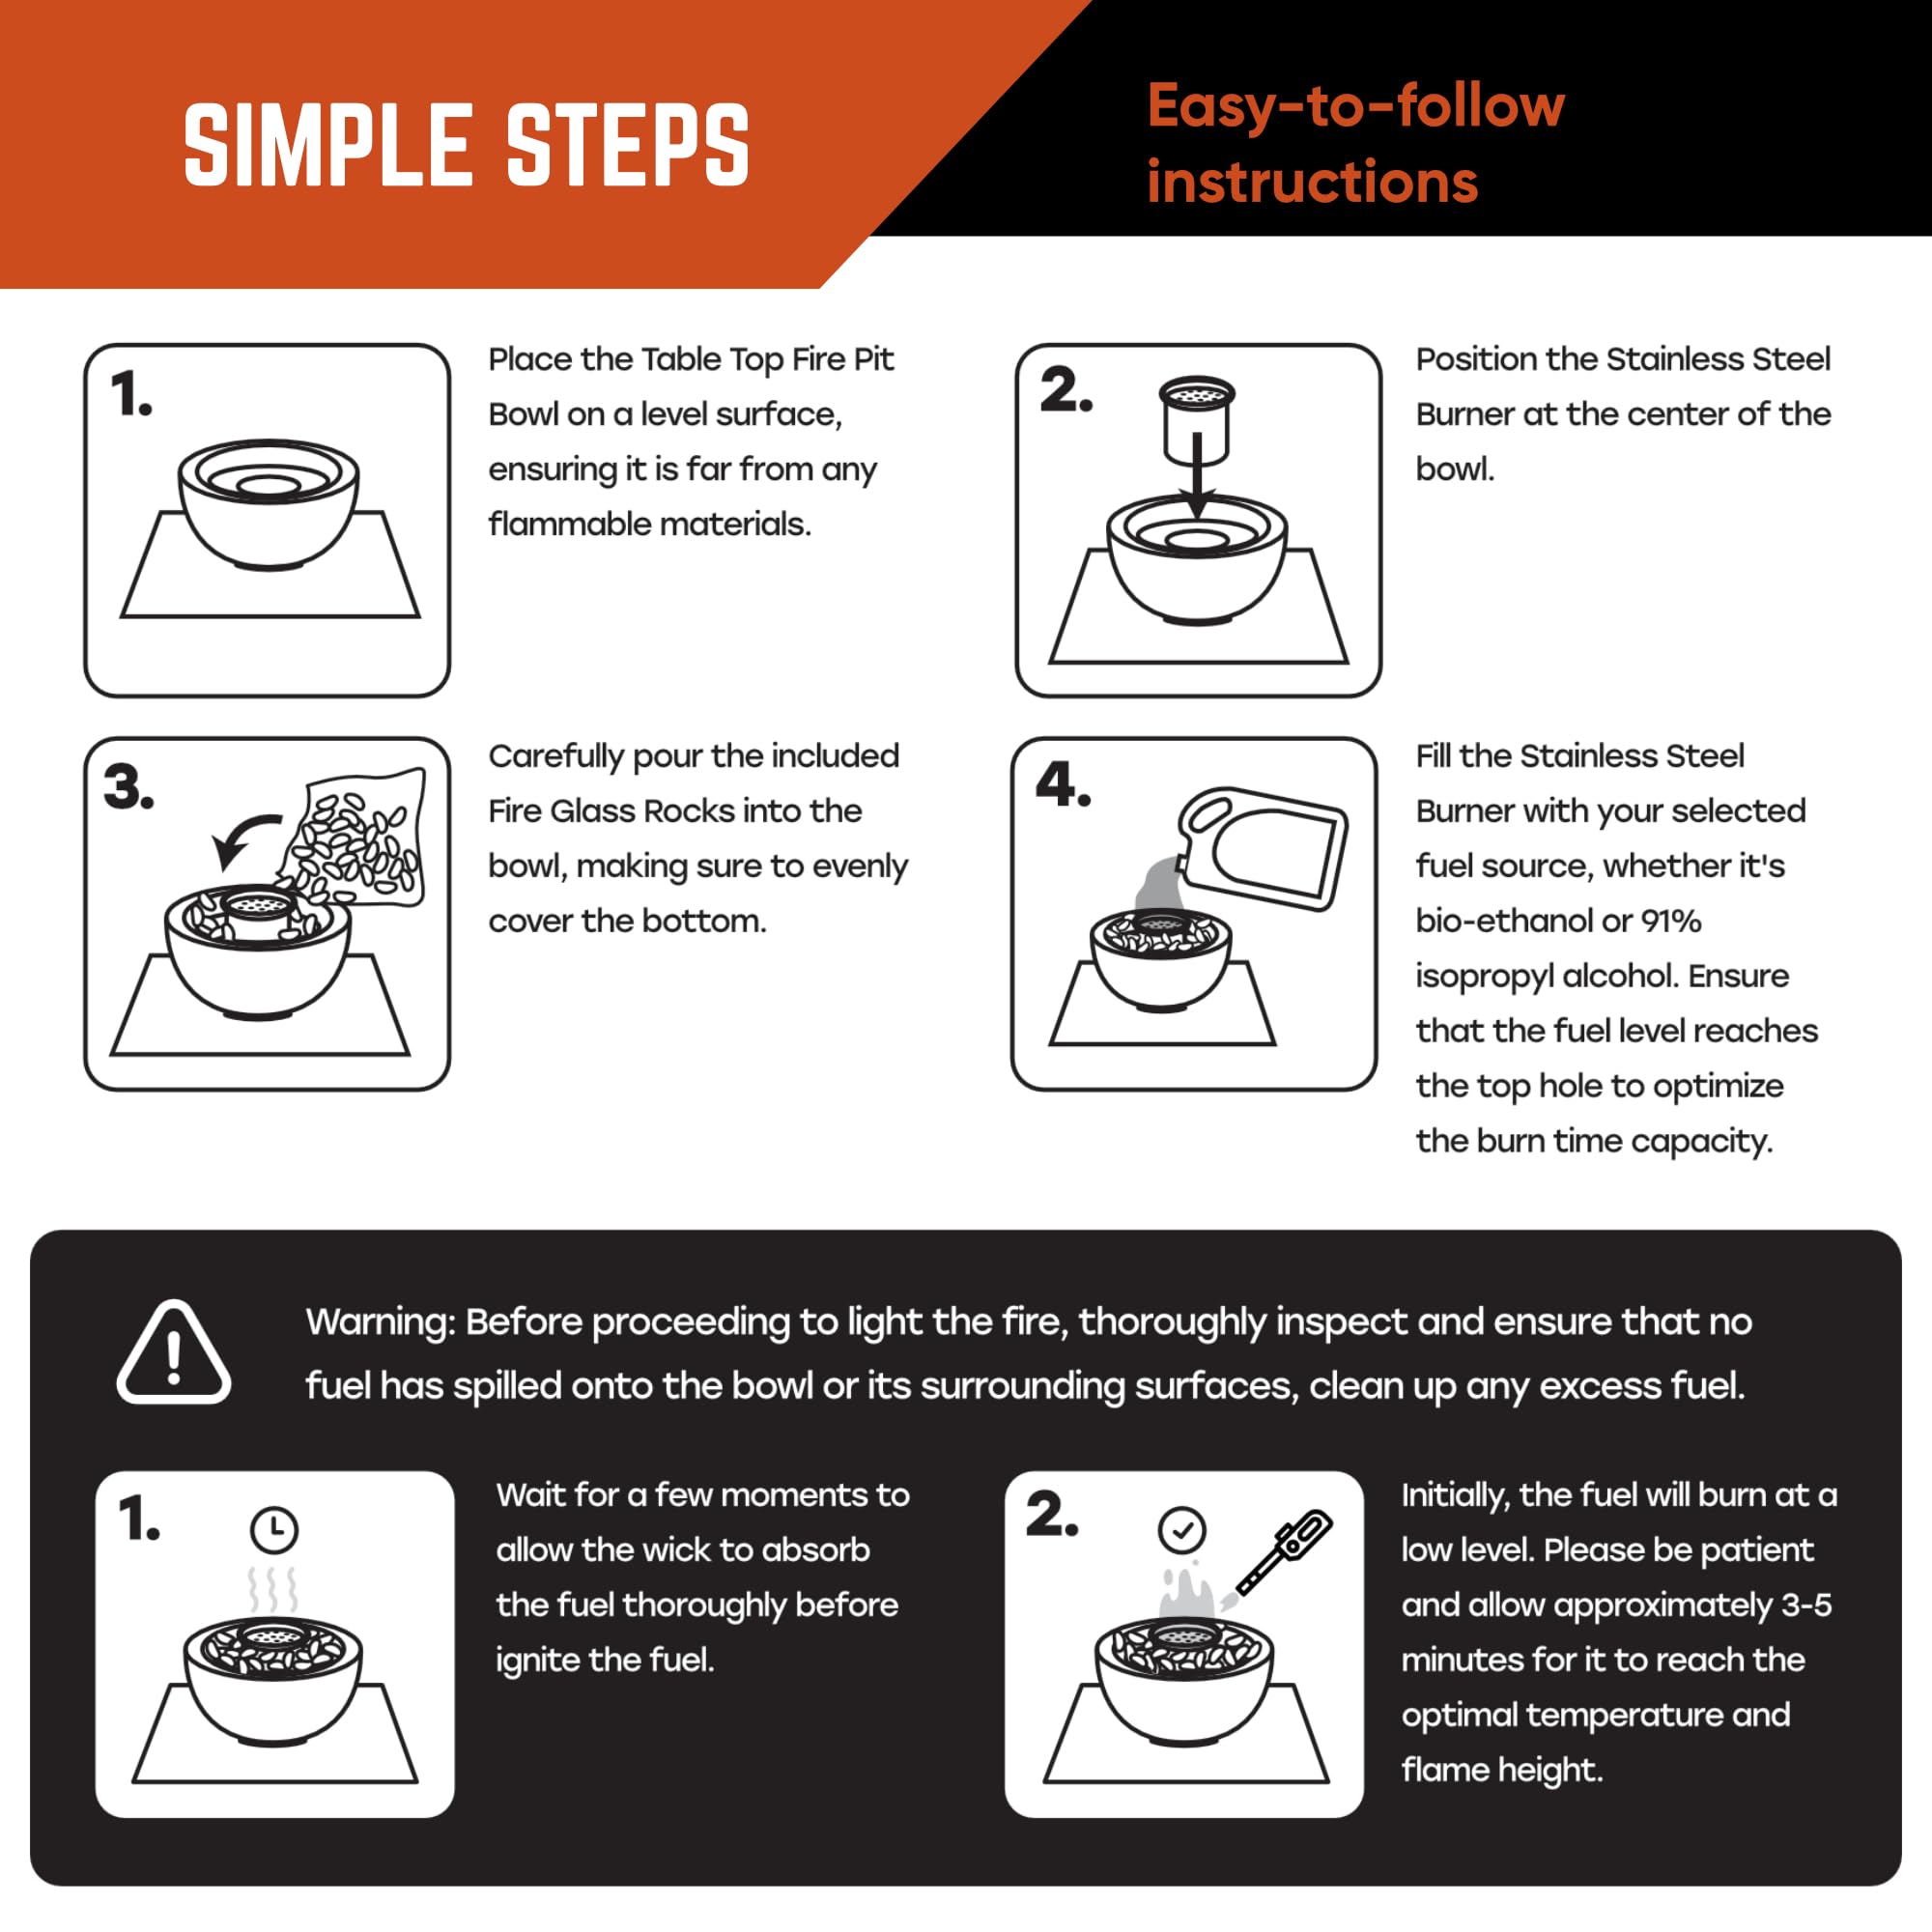 SIMPLE STEPS
Easy-to-follow
instructions
1.
Place the Table Top Fire Pit
Bowl on a level surface,
ensuring it is far from any
flammable materials.
2.
Position the Stainless Steel
Burner at the center of the
bowl.
3.
Carefully pour the included
Fire Glass Rocks into the
bowl, making sure to evenly
cover the bottom.
4.
Fill the Stainless Steel
Burner with your selected
fuel source, whether it's
bio-ethanol or 91%
isopropyl alcohol. Ensure
that the fuel level reaches
the top hole to optimize
the burn time capacity.
Warning: Before proceeding to light the fire, thoroughly inspect and ensure that no
fuel has spilled onto the bowl or its surrounding surfaces, clean up any excess fuel.
1.
Wait for a few moments to
allow the wick to absorb
the fuel thoroughly before
ignite the fuel.
2.
Initially, the fuel will burn at a
low level. Please be patient
and allow approximately 3-5
minutes for it to reach the
optimal temperature and
flame height.